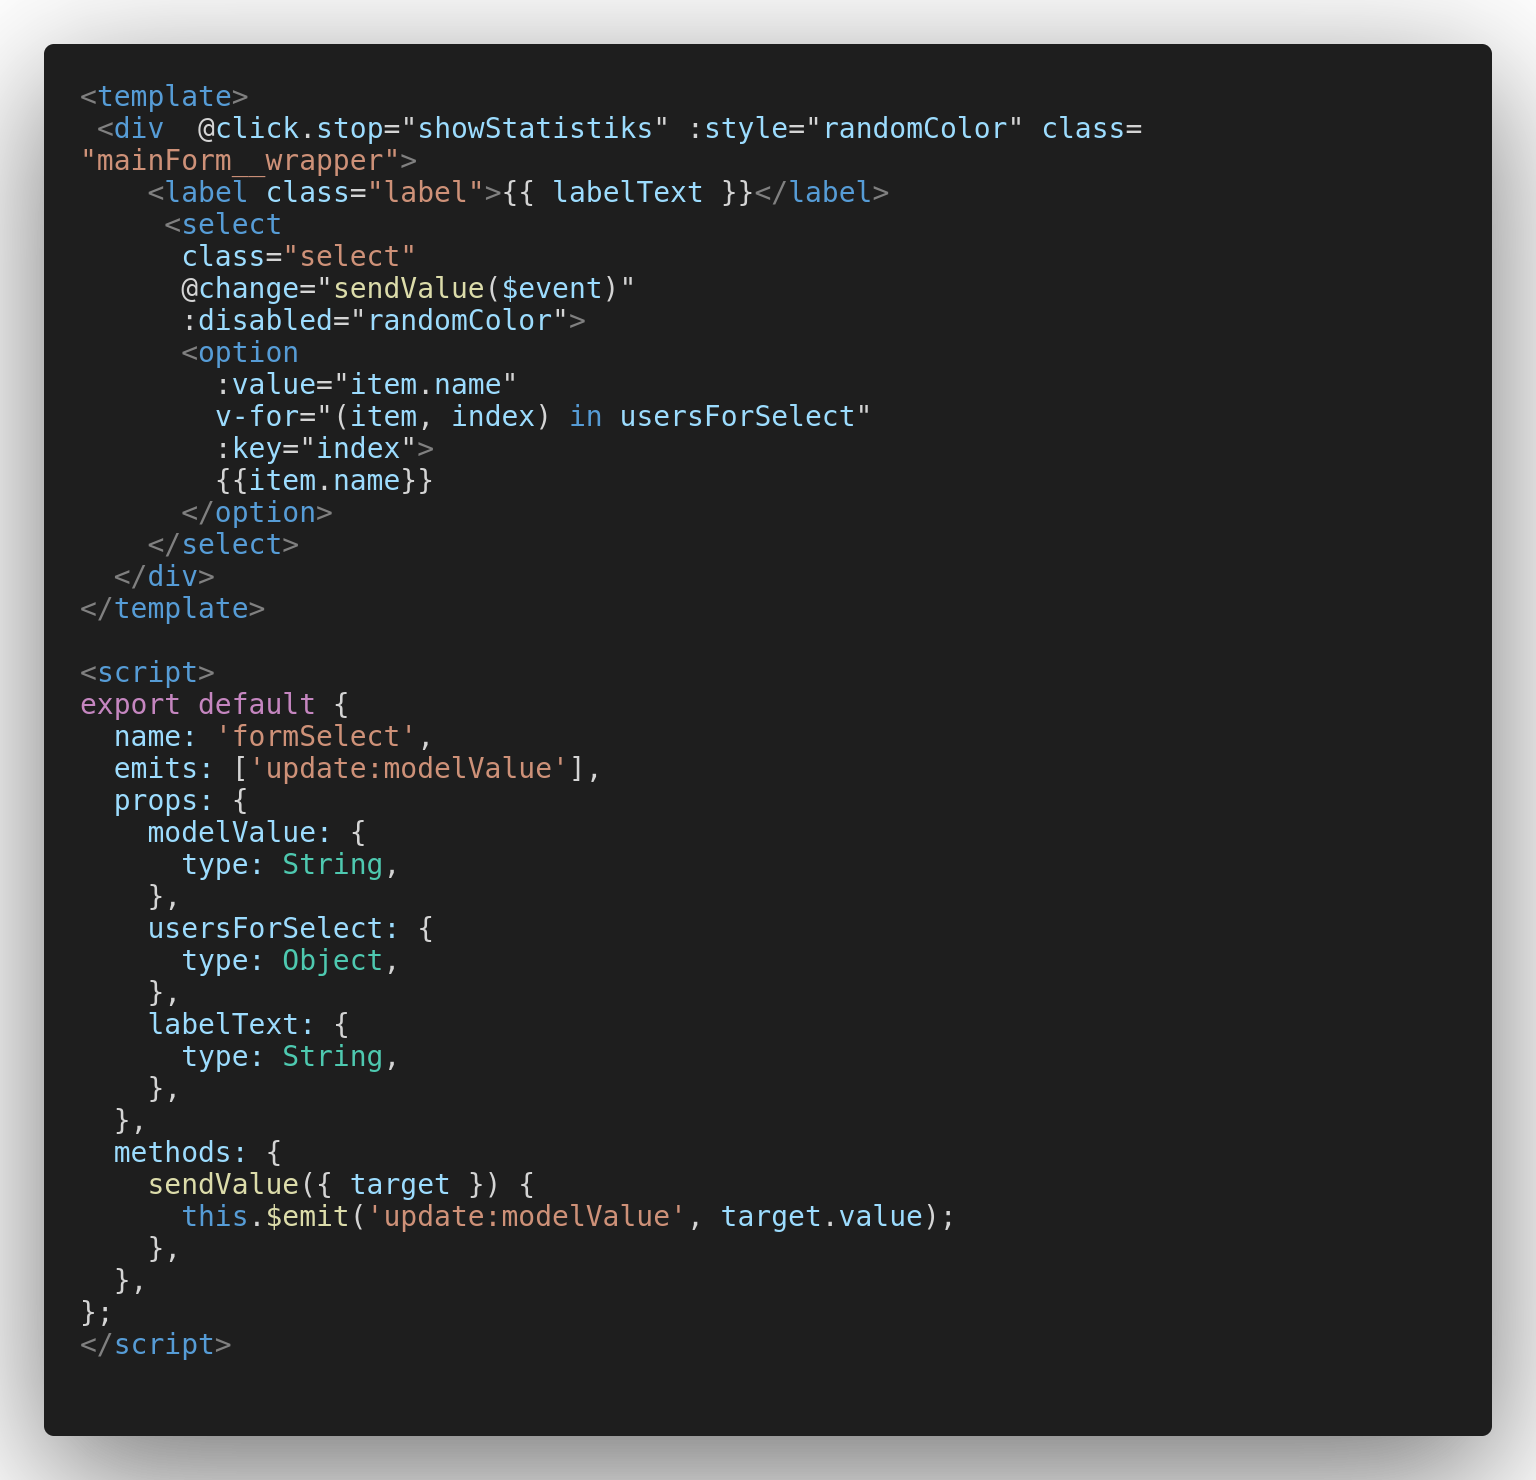 <template>
 <div  @click.stop="showStatistiks" :style="randomColor" class=
"mainForm__wrapper">
    <label class="label">{{ labelText }}</label>
     <select
      class="select"
      @change="sendValue($event)"
      :disabled="randomColor">
      <option
        :value="item.name"
        v-for="(item, index) in usersForSelect"
        :key="index">
        {{item.name}}
      </option>
    </select>
  </div>
</template>

<script>
export default {
  name: 'formSelect',
  emits: ['update:modelValue'],
  props: {
    modelValue: {
      type: String,
    },
    usersForSelect: {
      type: Object,
    },
    labelText: {
      type: String,
    },
  },
  methods: {
    sendValue({ target }) {
      this.$emit('update:modelValue', target.value);
    },
  },
};
</script>